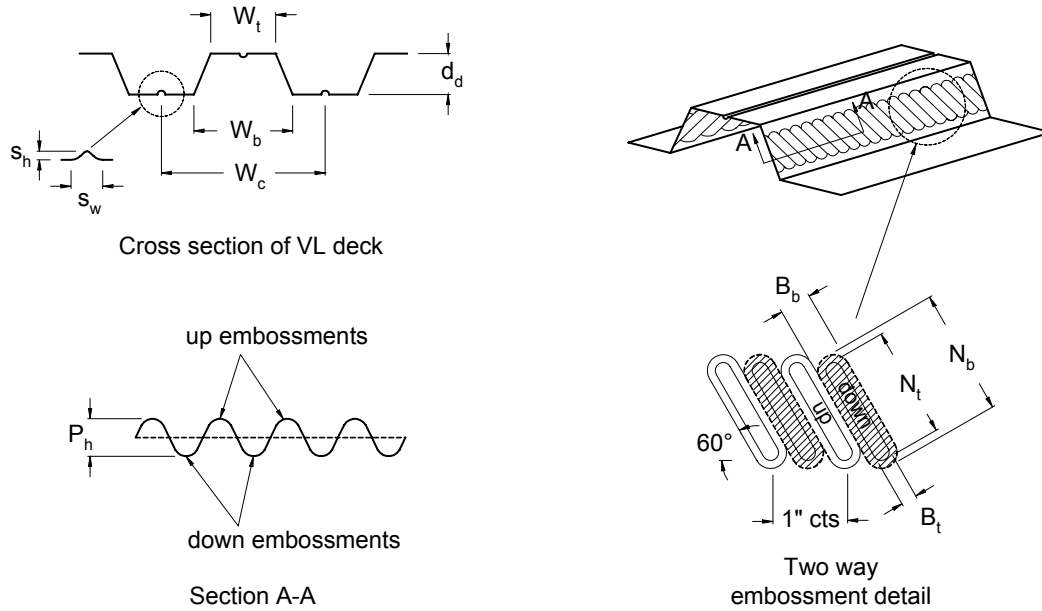 W_t
d_d
W_b
W_c
s_h
s_w
Cross section of VL deck
A
A
up embossments
P_h
down embossments
Section A-A
B_b
N_b
N_t
down
up
60°
1" cts
B_t
Two way
embossment detail